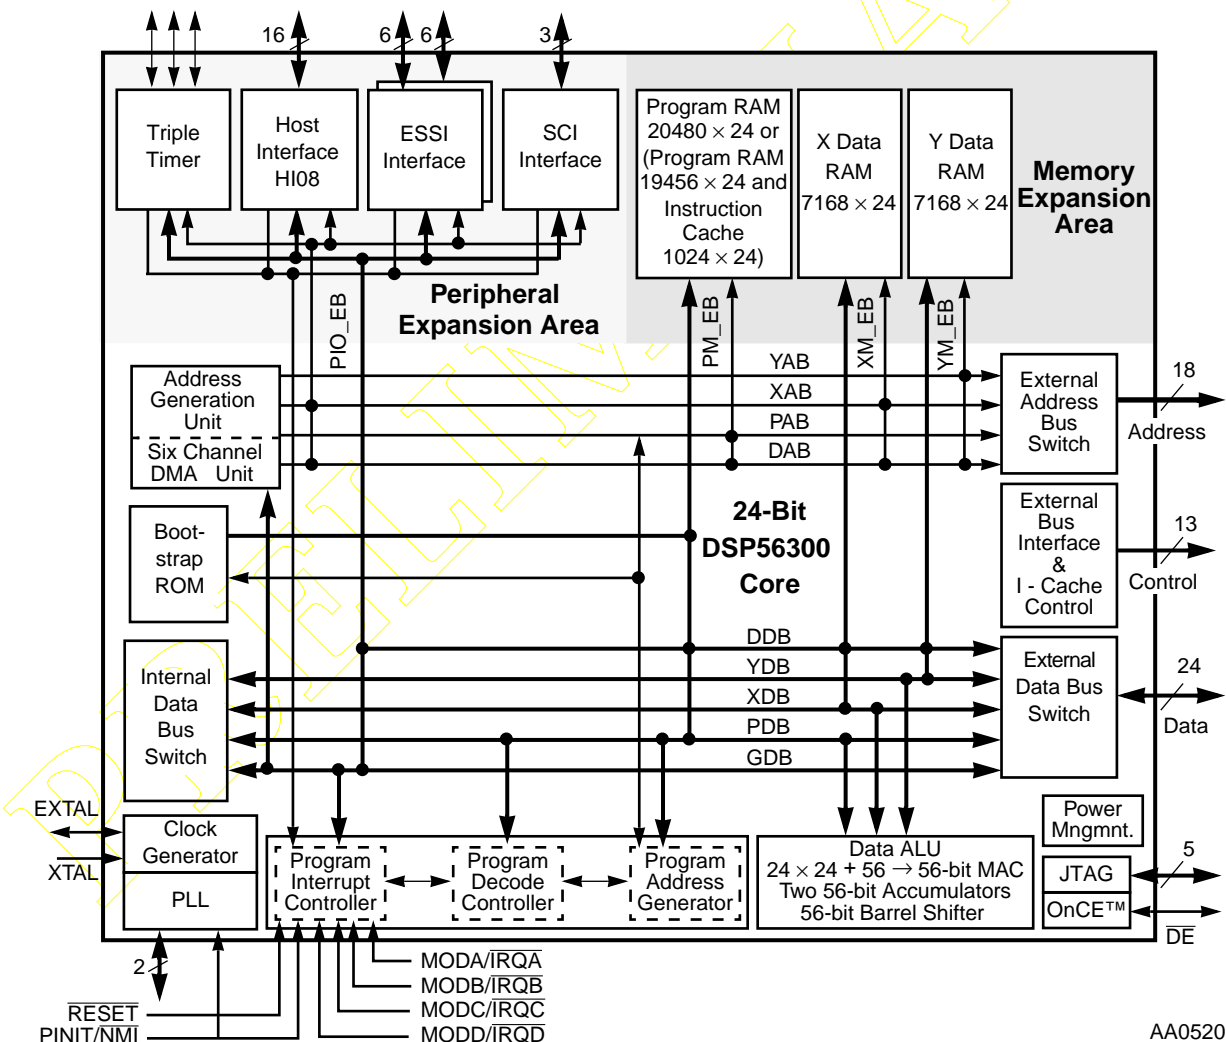 16
6
6
3
Triple
Timer
Host
Interface
HI08
ESSI
Interface
SCI
Interface
Program RAM
20480 × 24 or
(Program RAM
19456 × 24 and
Instruction
Cache
1024 × 24)
X Data
RAM
7168 × 24
Y Data
RAM
7168 × 24
Memory
Expansion
Area
Peripheral
Expansion Area
PIO_EB
PM_EB
XM_EB
YM_EB
Address
Generation
Unit
Six Channel
DMA Unit
YAB
XAB
PAB
DAB
External
Address
Bus
Switch
18
Address
Boot-
strap
ROM
24-Bit
DSP56300
Core
External
Bus
Interface
&
I - Cache
Control
13
Control
Internal
Data
Bus
Switch
DDB
YDB
XDB
PDB
GDB
External
Data Bus
Switch
24
Data
EXTAL
XTAL
Clock
Generator
PLL
2
Program
Interrupt
Controller
Program
Decode
Controller
Program
Address
Generator
Data ALU
24 × 24 + 56 → 56-bit MAC
Two 56-bit Accumulators
56-bit Barrel Shifter
Power
Mngmnt.
JTAG
OnCE™
5
DE
MODA/IRQA
MODB/IRQB
MODC/IRQC
MODD/IRQD
RESET
PINIT/NMI
AA0520